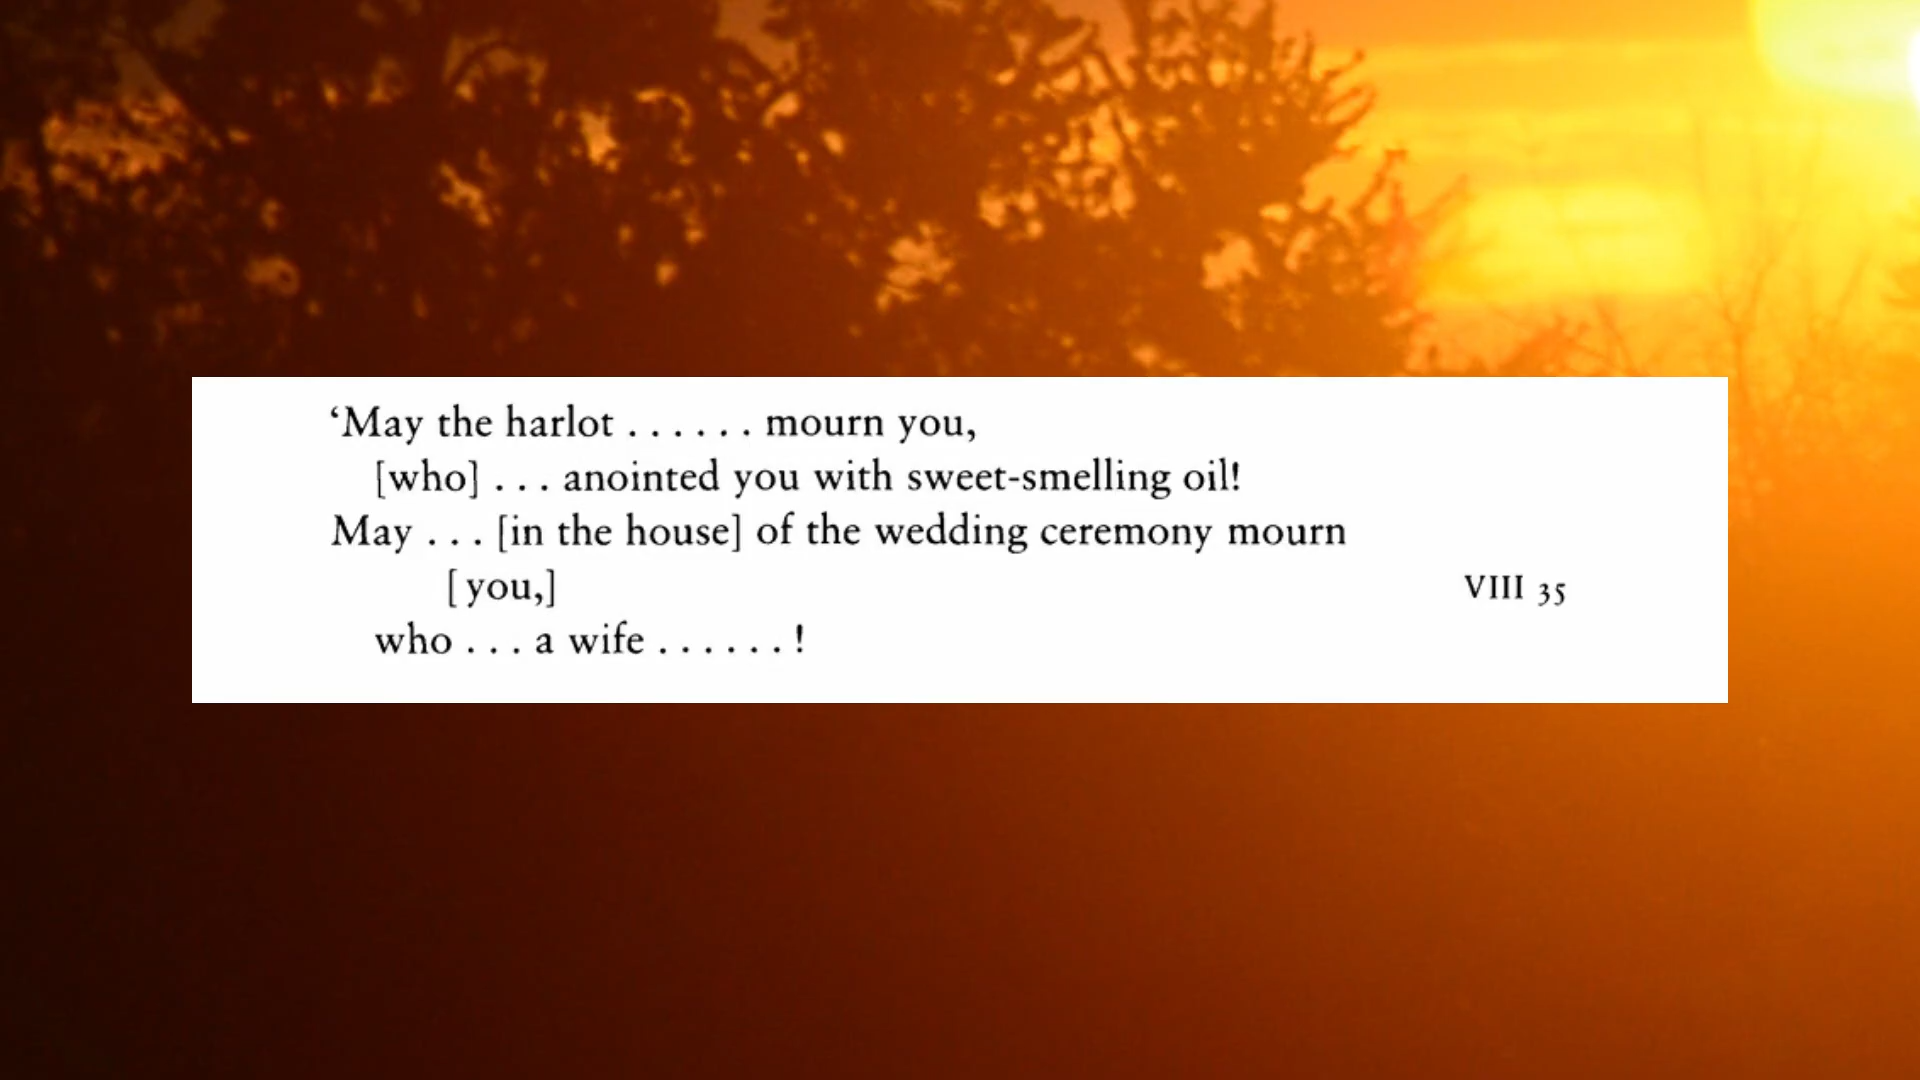 ‘May the harlot . . . . . . mourn you,
[who] . . . anointed you with sweet-smelling oil!
May . . . [in the house] of the wedding ceremony mourn
[you,] VIII 35
who . . . a wife . . . . . . !